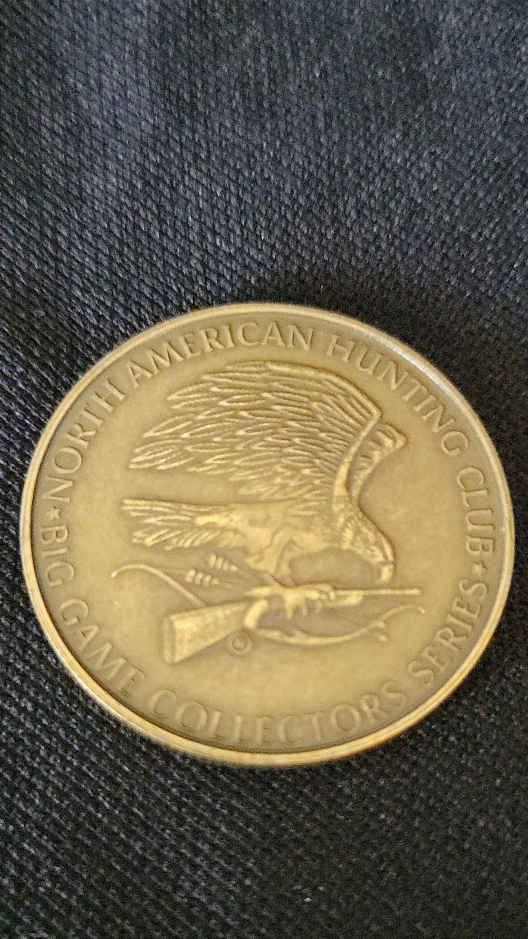 NORTH AMERICAN HUNTING CLUB
BIG GAME COLLECTORS SERIES
©